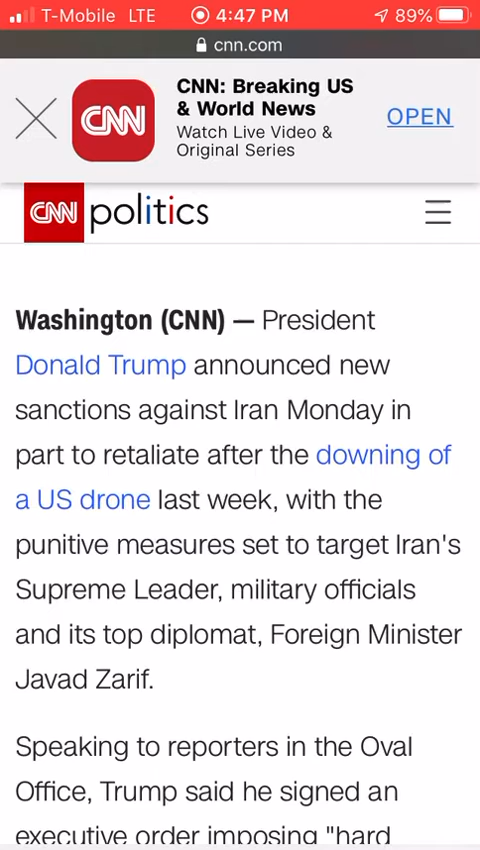 T-Mobile LTE 4:47 PM 89%
cnn.com
CNN
CNN: Breaking US
& World News
Watch Live Video &
Original Series
OPEN
CNN politics
Washington (CNN) — President
Donald Trump announced new
sanctions against Iran Monday in
part to retaliate after the downing of
a US drone last week, with the
punitive measures set to target Iran's
Supreme Leader, military officials
and its top diplomat, Foreign Minister
Javad Zarif.
Speaking to reporters in the Oval
Office, Trump said he signed an
executive order imposing "hard